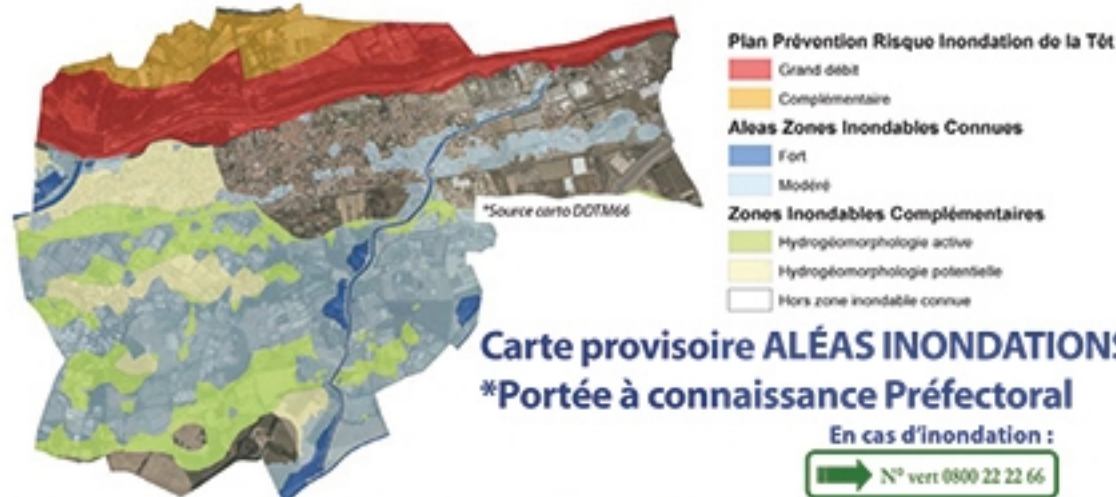 Plan Prévention Risque Inondation de la Têt
Grand débit
Complémentaire
Aleas Zones Inondables Connues
Fort
Modéré
*Source carto DDTM66
Zones Inondables Complémentaires
Hydrogéomorphologie active
Hydrogéomorphologie potentielle
Hors zone inondable connue
Carte provisoire ALÉAS INONDATIONS
*Portée à connaissance Préfectoral
En cas d'inondation :
N° vert 0800 22 22 66